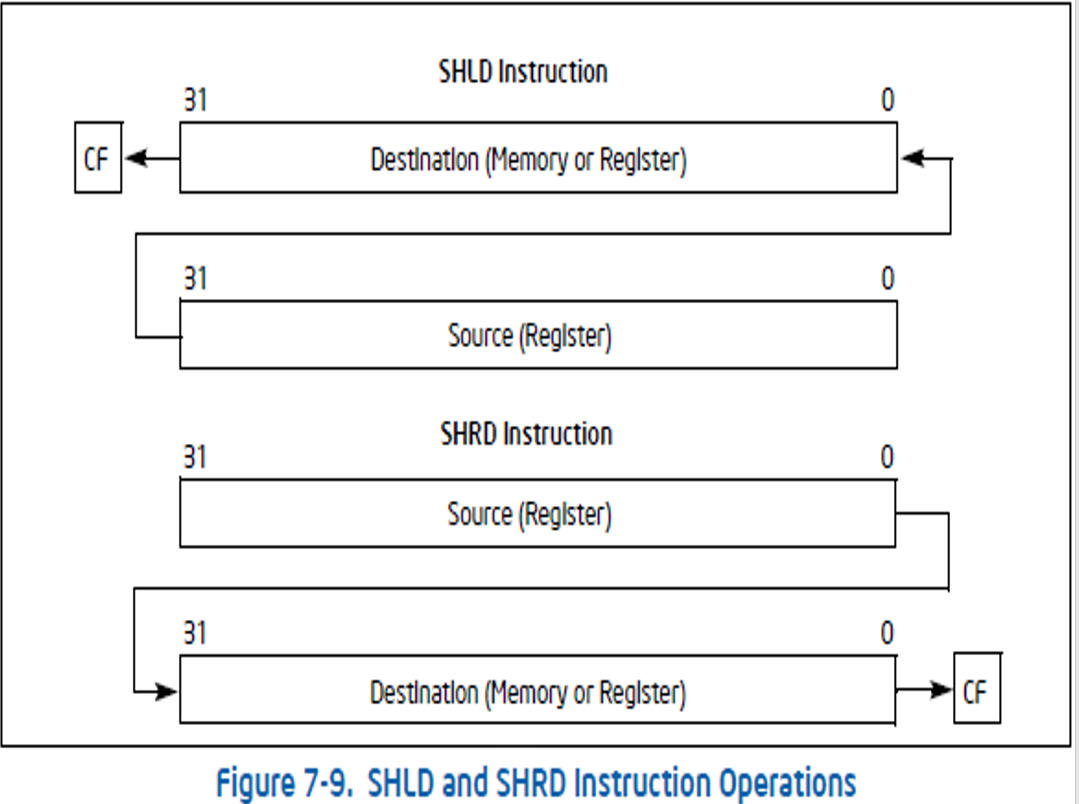 SHLD Instruction
31 0
CF Destination (Memory or Register)
31 0
Source (Register)
SHRD Instruction
31 0
Source (Register)
31 0
Destination (Memory or Register) CF
Figure 7-9. SHLD and SHRD Instruction Operations